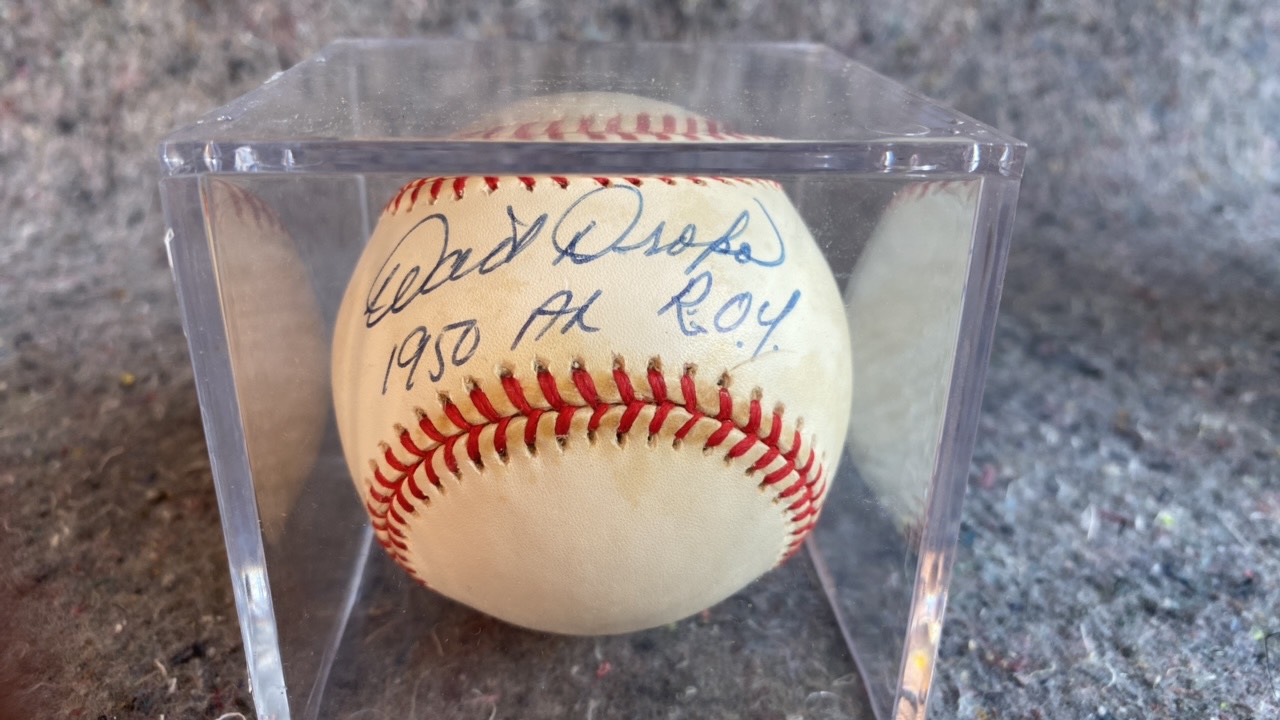 Walt Dropo
1950 AL R.O.Y.